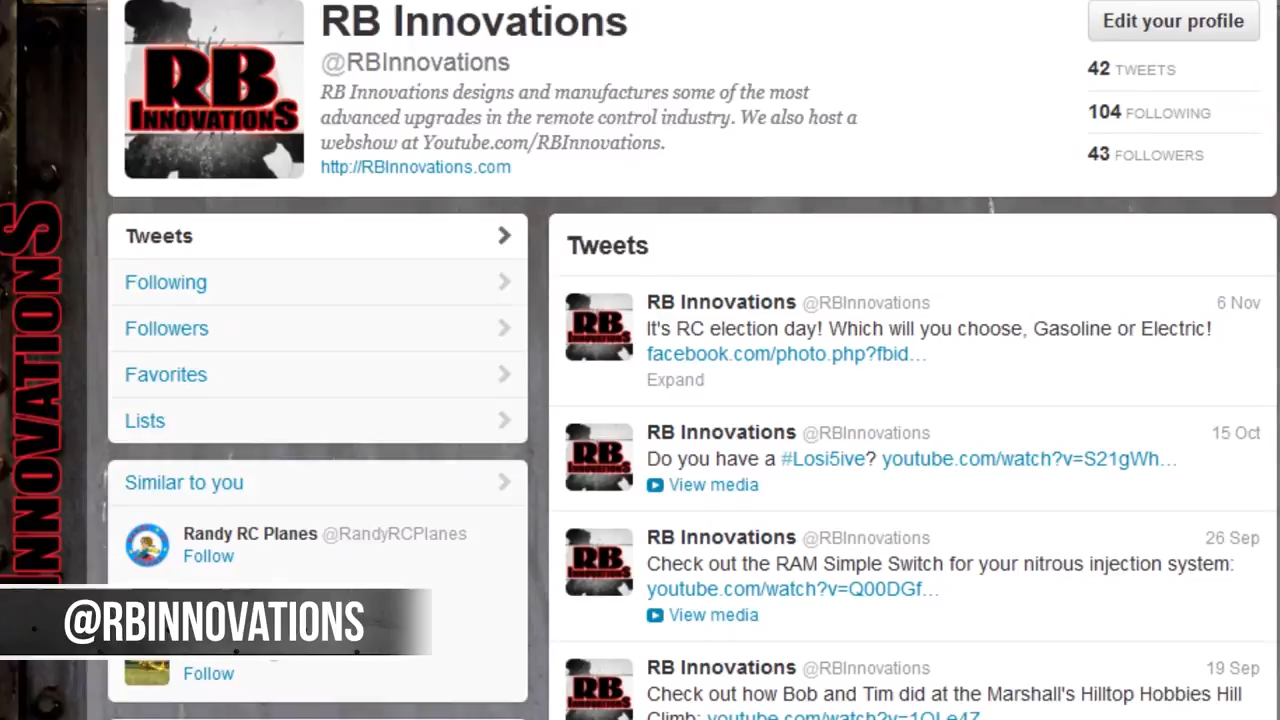 RB Innovations
@RBInnovations
RB Innovations designs and manufactures some of the most
advanced upgrades in the remote control industry. We also host a
webshow at Youtube.com/RBInnovations.
http://RBInnovations.com
Edit your profile
42 TWEETS
104 FOLLOWING
43 FOLLOWERS
RB
INNOVATIONS
INNOVATIONS
Tweets
Following
Followers
Favorites
Lists
Similar to you
Randy RC Planes @RandyRCPlanes
Follow
@RBINNOVATIONS
Follow
Tweets
RB Innovations @RBInnovations 6 Nov
It's RC election day! Which will you choose, Gasoline or Electric!
facebook.com/photo.php?fbid…
Expand
RB Innovations @RBInnovations 15 Oct
Do you have a #Losi5ive? youtube.com/watch?v=S21gWh…
View media
RB Innovations @RBInnovations 26 Sep
Check out the RAM Simple Switch for your nitrous injection system:
youtube.com/watch?v=Q00DGf…
View media
RB Innovations @RBInnovations 19 Sep
Check out how Bob and Tim did at the Marshall's Hilltop Hobbies Hill
Climb: